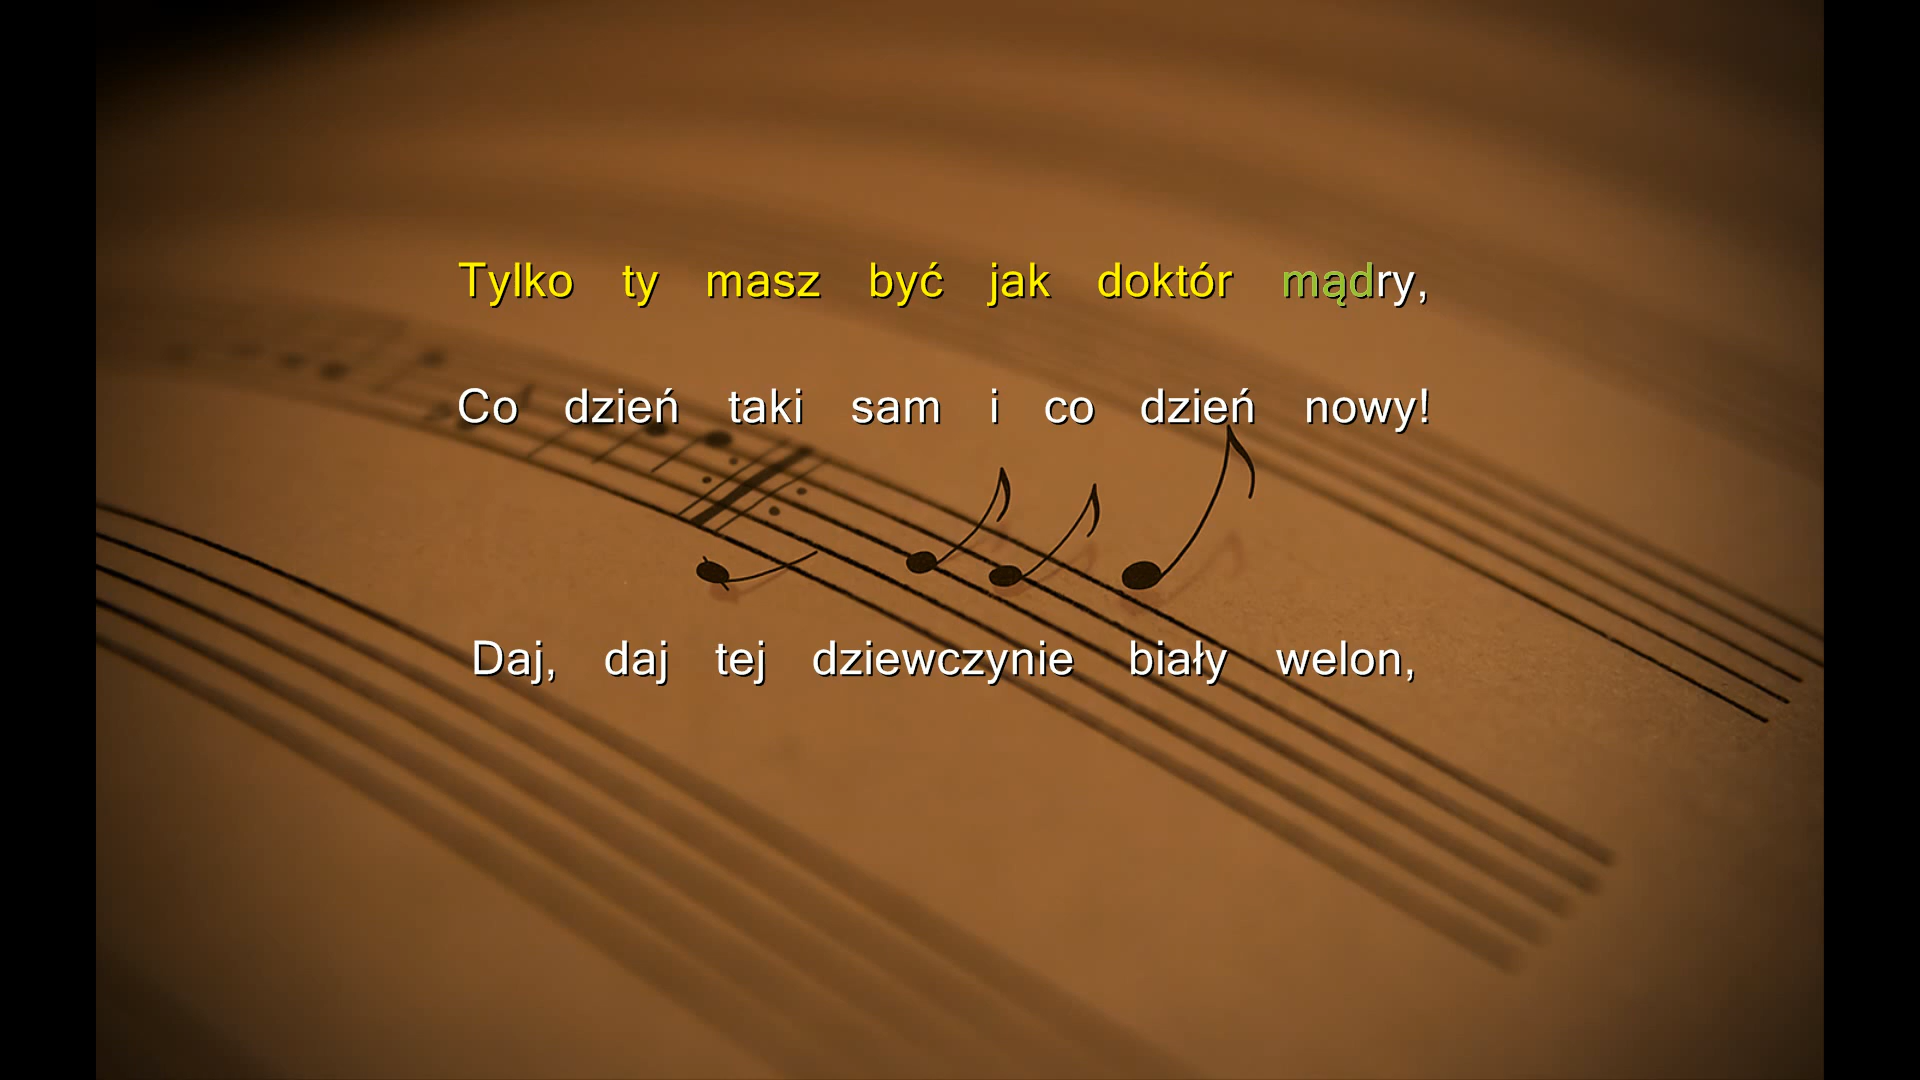 Tylko ty masz być jak doktór mądry,
Co dzień taki sam i co dzień nowy!
Daj, daj tej dziewczynie biały welon,